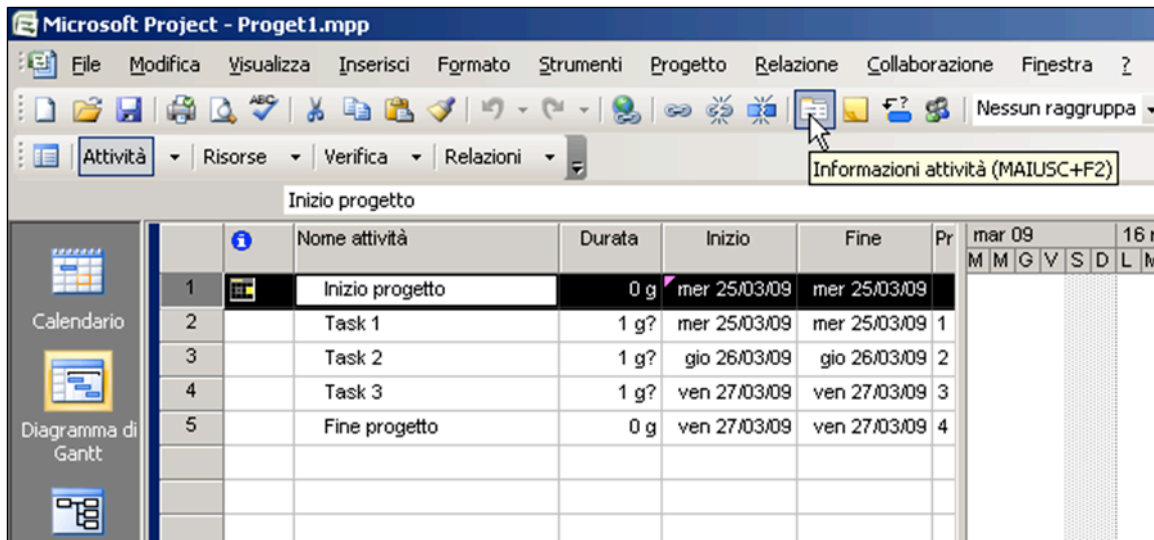 Microsoft Project - Proget1.mpp
File Modifica Visualizza Inserisci Formato Strumenti Progetto Relazione Collaborazione Finestra ?
ABC Nessun raggruppa
Attività Risorse Verifica Relazioni
Informazioni attività (MAIUSC+F2)
Inizio progetto
Nome attività Durata Inizio Fine Pr mar 09 16
M M G V S D L
1 Inizio progetto 0 g mer 25/03/09 mer 25/03/09
Calendario
2 Task 1 1 g? mer 25/03/09 mer 25/03/09 1
3 Task 2 1 g? gio 26/03/09 gio 26/03/09 2
4 Task 3 1 g? ven 27/03/09 ven 27/03/09 3
5 Fine progetto 0 g ven 27/03/09 ven 27/03/09 4
Diagramma di
Gantt